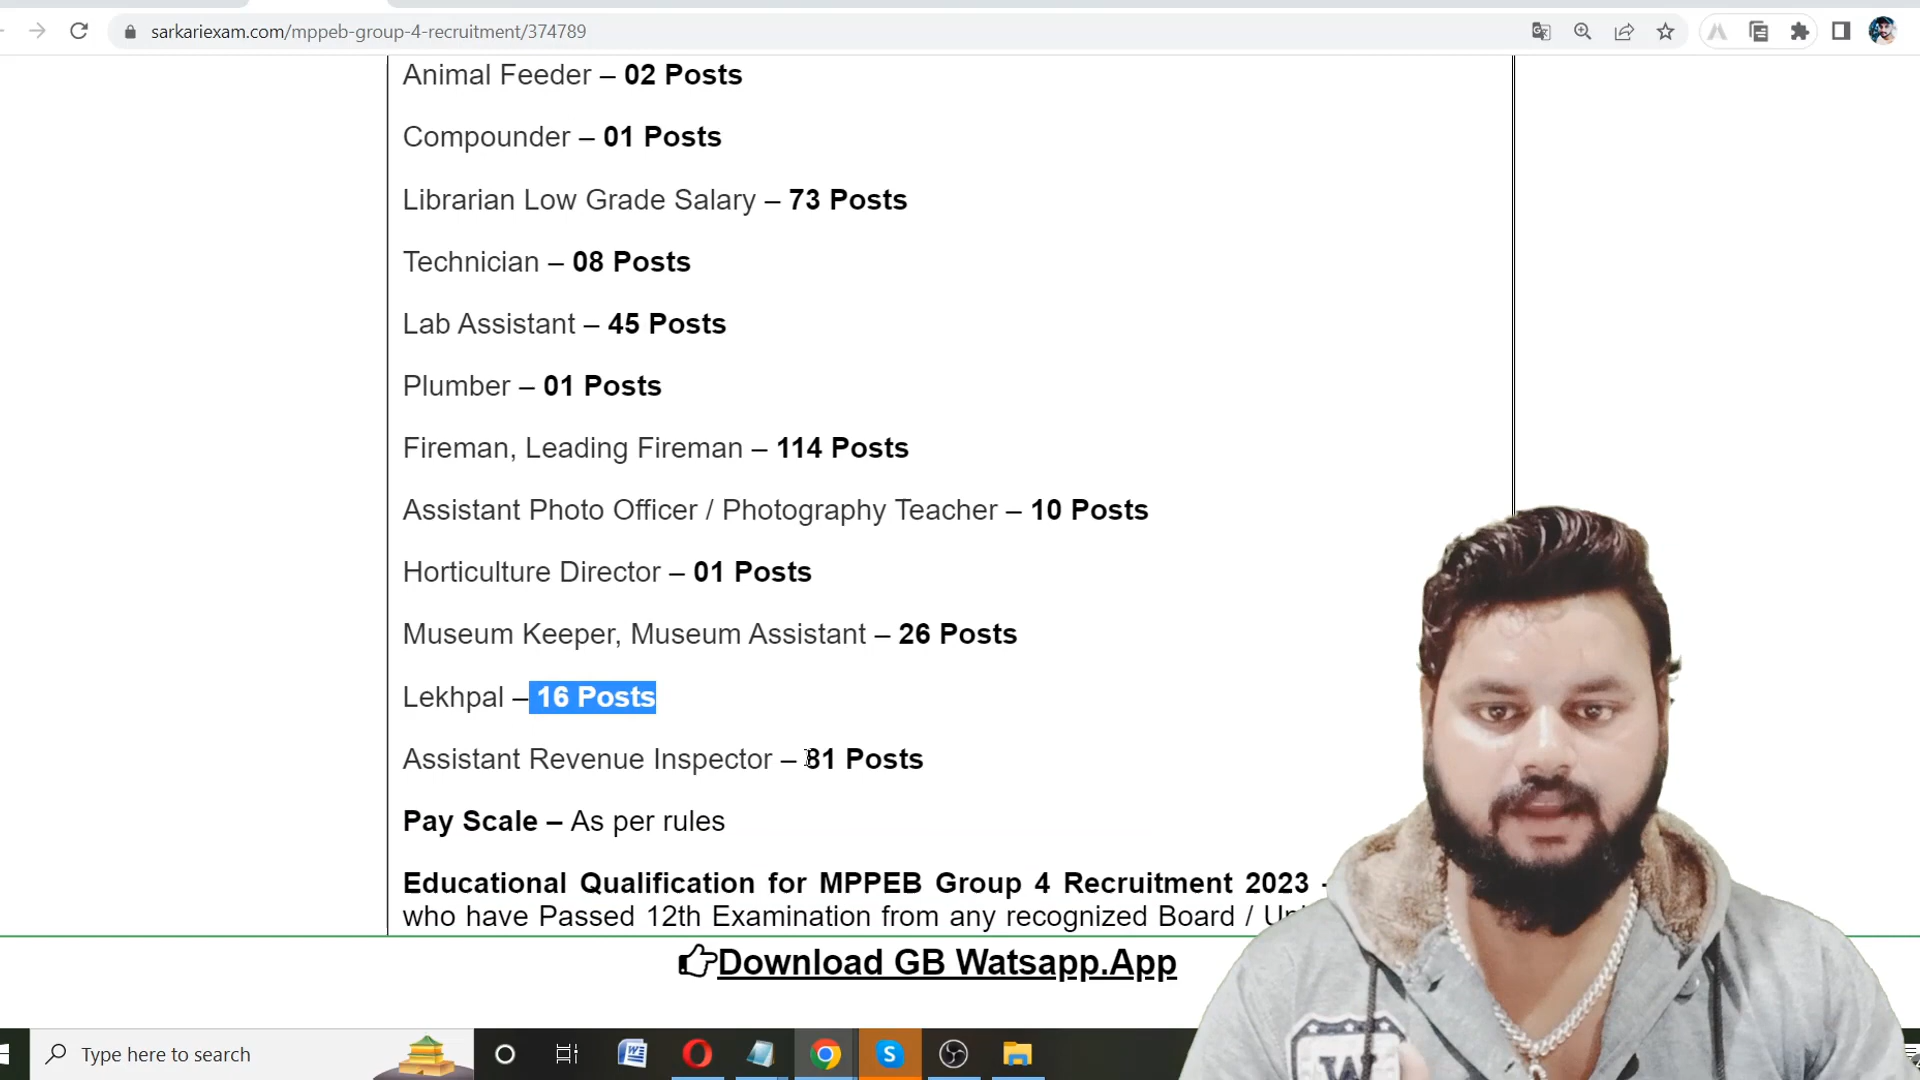 sarkariexam.com/mppeb-group-4-recruitment/374789
Animal Feeder – 02 Posts
Compounder – 01 Posts
Librarian Low Grade Salary – 73 Posts
Technician – 08 Posts
Lab Assistant – 45 Posts
Plumber – 01 Posts
Fireman, Leading Fireman – 114 Posts
Assistant Photo Officer / Photography Teacher – 10 Posts
Horticulture Director – 01 Posts
Museum Keeper, Museum Assistant – 26 Posts
Lekhpal – 16 Posts
Assistant Revenue Inspector – 81 Posts
Pay Scale – As per rules
Educational Qualification for MPPEB Group 4 Recruitment 2023 -
who have Passed 12th Examination from any recognized Board /
Download GB Watsapp.App
Type here to search
W
S
W